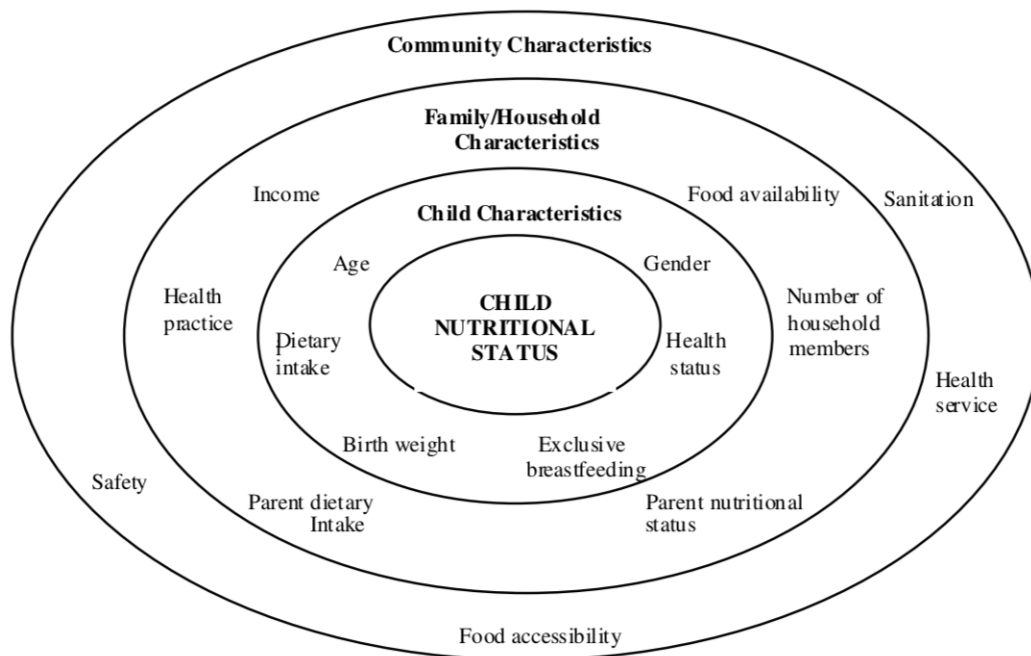 Community Characteristics
Family/Household
Characteristics
Income
Food availability
Sanitation
Child Characteristics
Age
Gender
CHILD
NUTRITIONAL
STATUS
Health
practice
Number of
household
members
Dietary
intake
Health
status
Health
service
Birth weight
Exclusive
breastfeeding
Safety
Parent dietary
Intake
Parent nutritional
status
Food accessibility